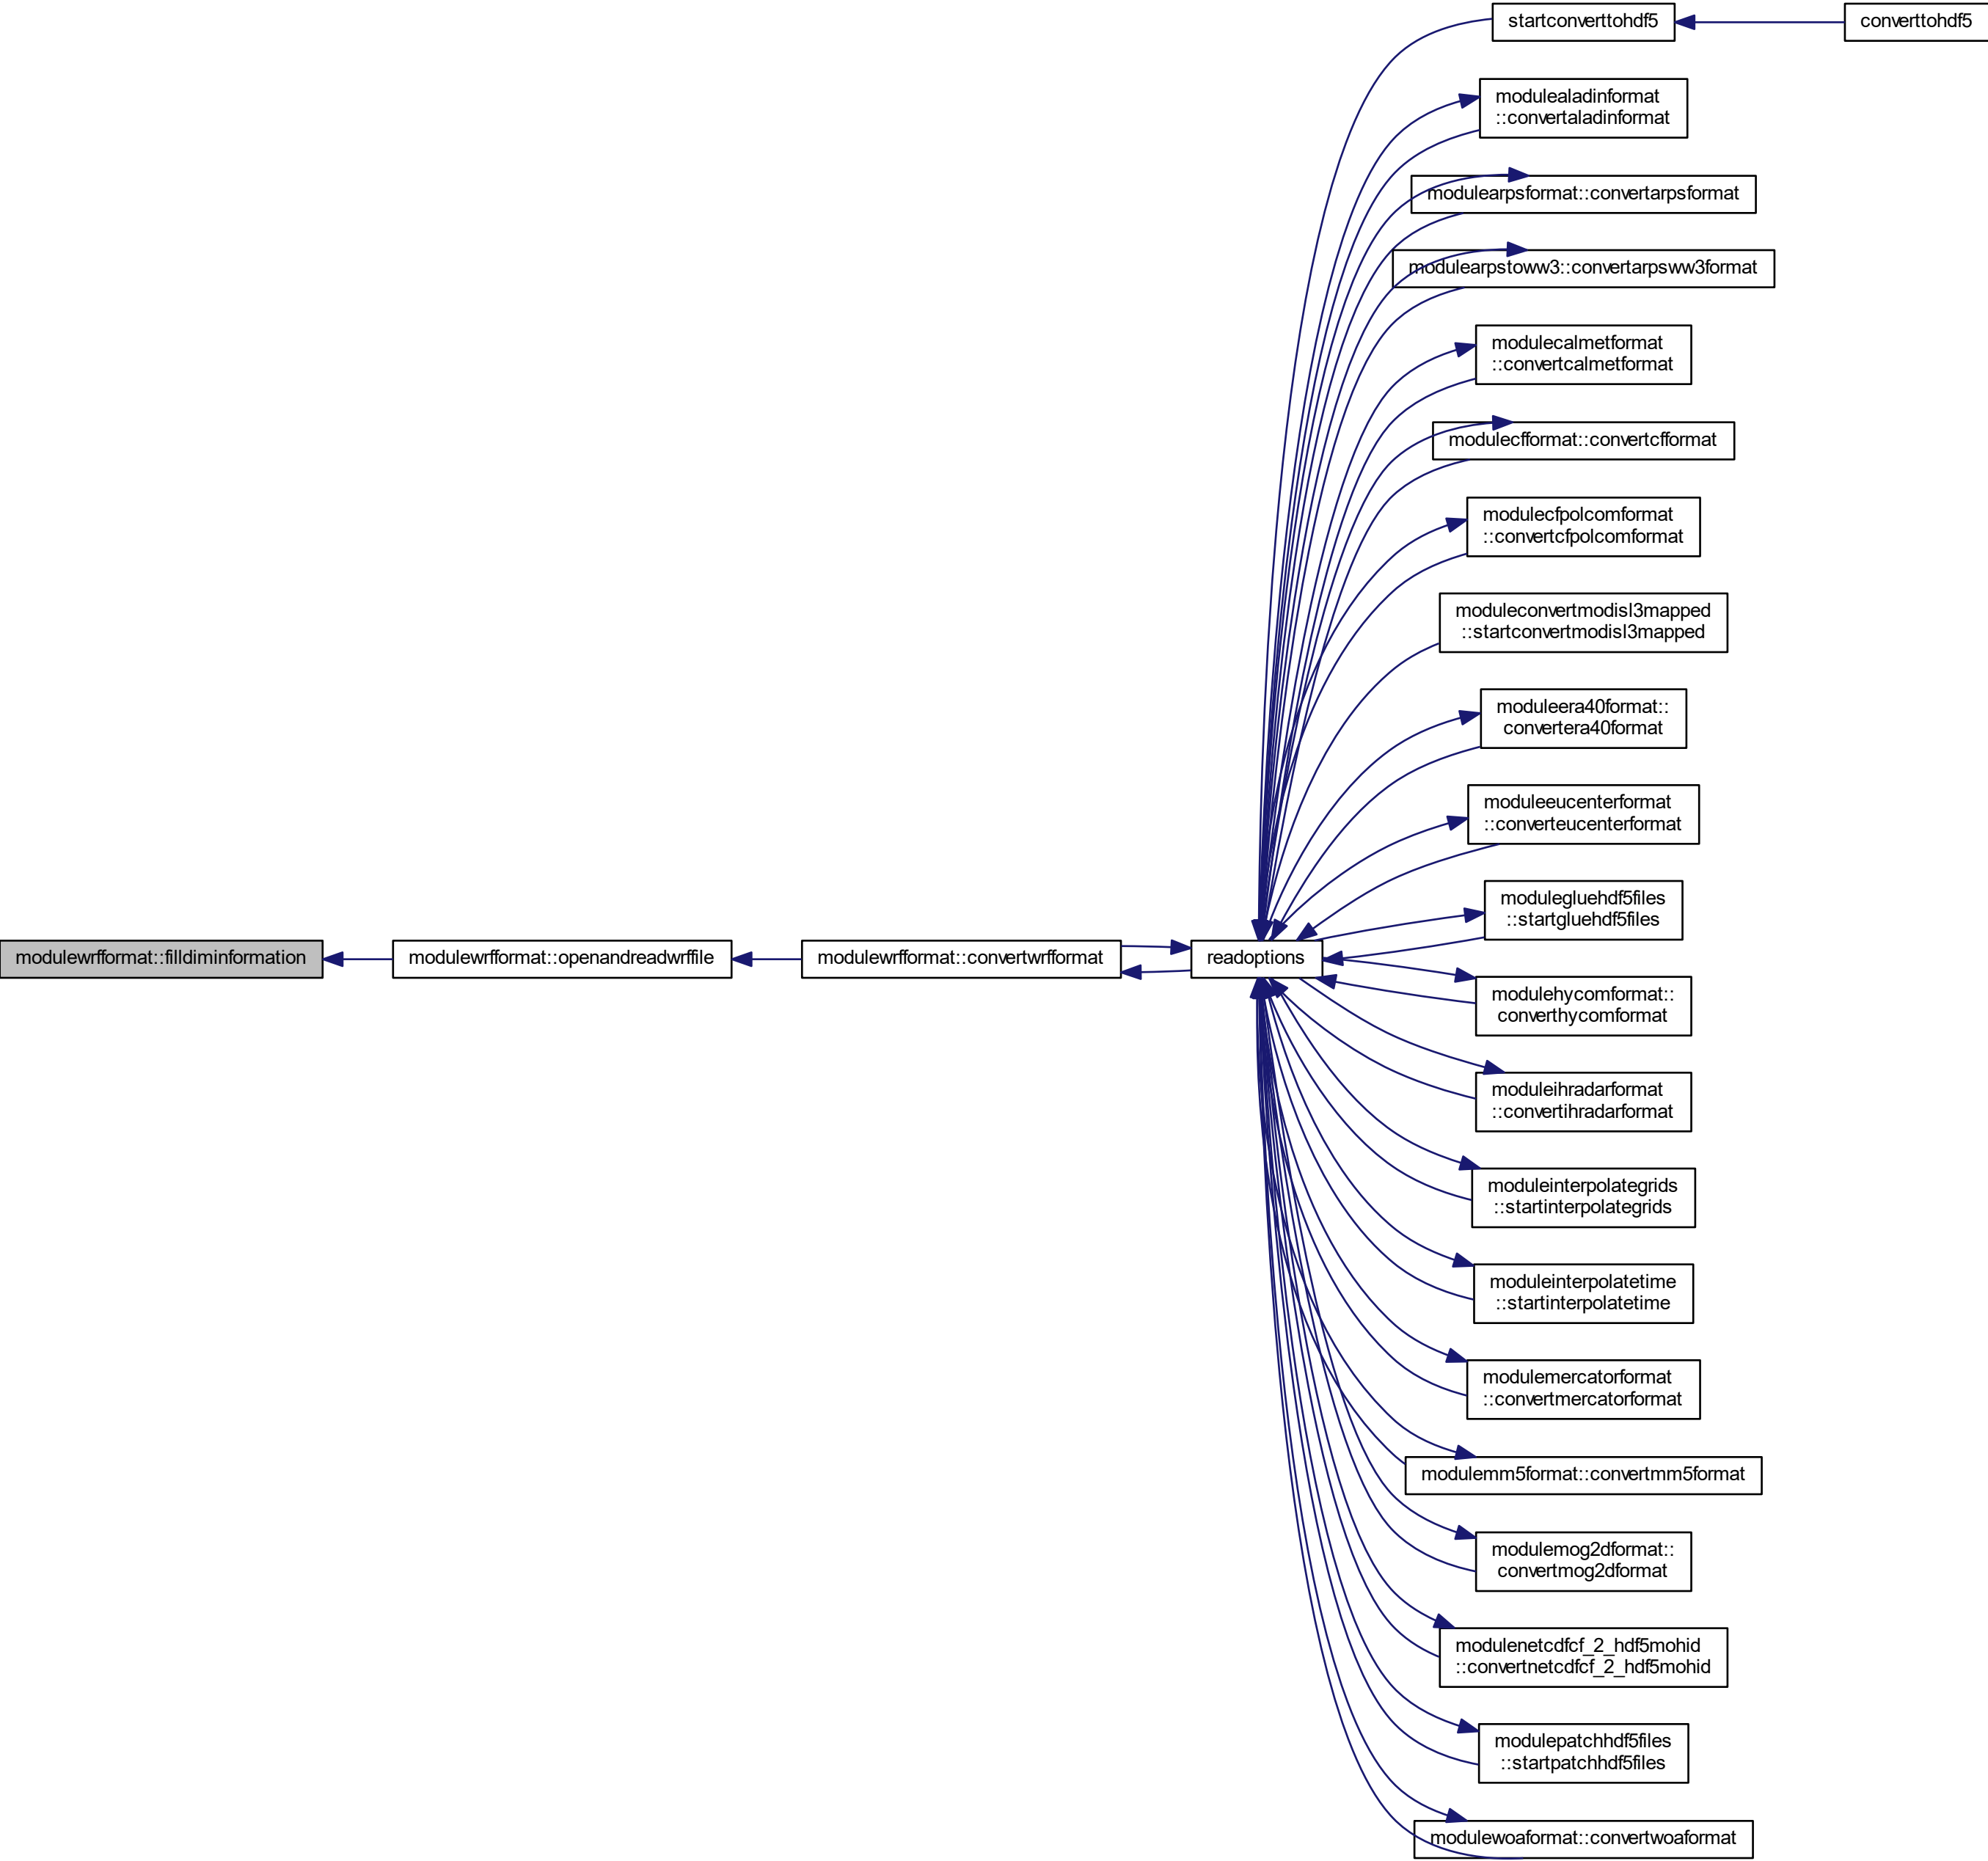 startconverttohdf5
converttohdf5
modulealadinformat
::convertaladinformat
modulearpsformat::convertarpsformat
modulearpstoww3::convertarpsww3format
modulecalmetformat
::convertcalmetformat
modulecfformat::convertcfformat
modulecfpolcomformat
::convertcfpolcomformat
moduleconvertmodisl3mapped
::startconvertmodisl3mapped
moduleera40format::
convertera40format
moduleeucenterformat
::converteucenterformat
modulegluehdf5files
::startgluehdf5files
modulewrfformat::filldiminformation
modulewrfformat::openandreadwrffile
modulewrfformat::convertwrfformat
readoptions
modulehycomformat::
converthycomformat
moduleihradarformat
::convertihradarformat
moduleinterpolategrids
::startinterpolategrids
moduleinterpolatetime
::startinterpolatetime
modulemercatorformat
::convertmercatorformat
modulemm5format::convertmm5format
modulemog2dformat::
convertmog2dformat
modulenetcdfcf_2_hdf5mohid
::convertnetcdfcf_2_hdf5mohid
modulepatchhdf5files
::startpatchhdf5files
modulewoaformat::convertwoaformat